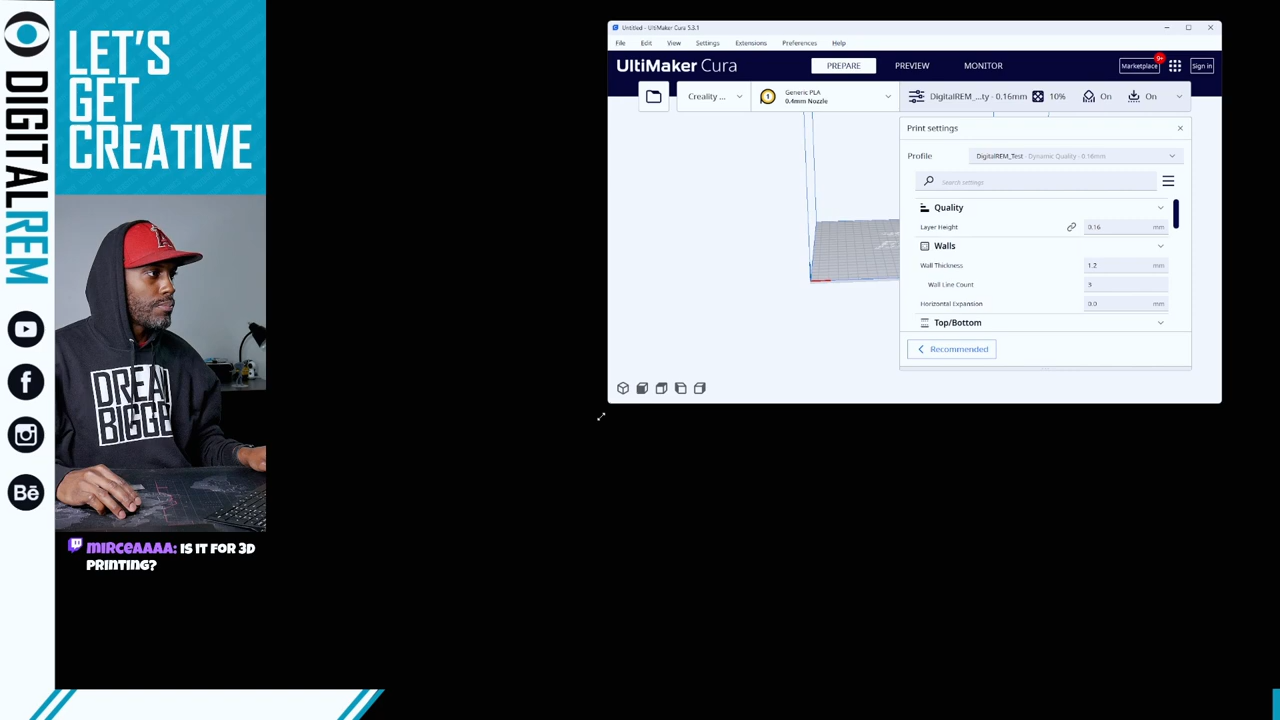 DIGITALREM
LET'S
GET
CREATIVE
DREAM
BIGGE
Bē
mirceaaaa: is it for 3D
printing?
Untitled - UltiMaker Cura 5.3.1
File Edit View Settings Extensions Preferences Help
UltiMaker Cura
PREPARE PREVIEW MONITOR
Marketplace 9+ Sign in
Creality ...
1 Generic PLA
0.4mm Nozzle
DigitalREM_...ty - 0.16mm 10% On On
Print settings
Profile DigitalREM_Test - Dynamic Quality - 0.16mm
Search settings
Quality
Layer Height 0.16 mm
Walls
Wall Thickness 1.2 mm
Wall Line Count 3
Horizontal Expansion 0.0 mm
Top/Bottom
Recommended